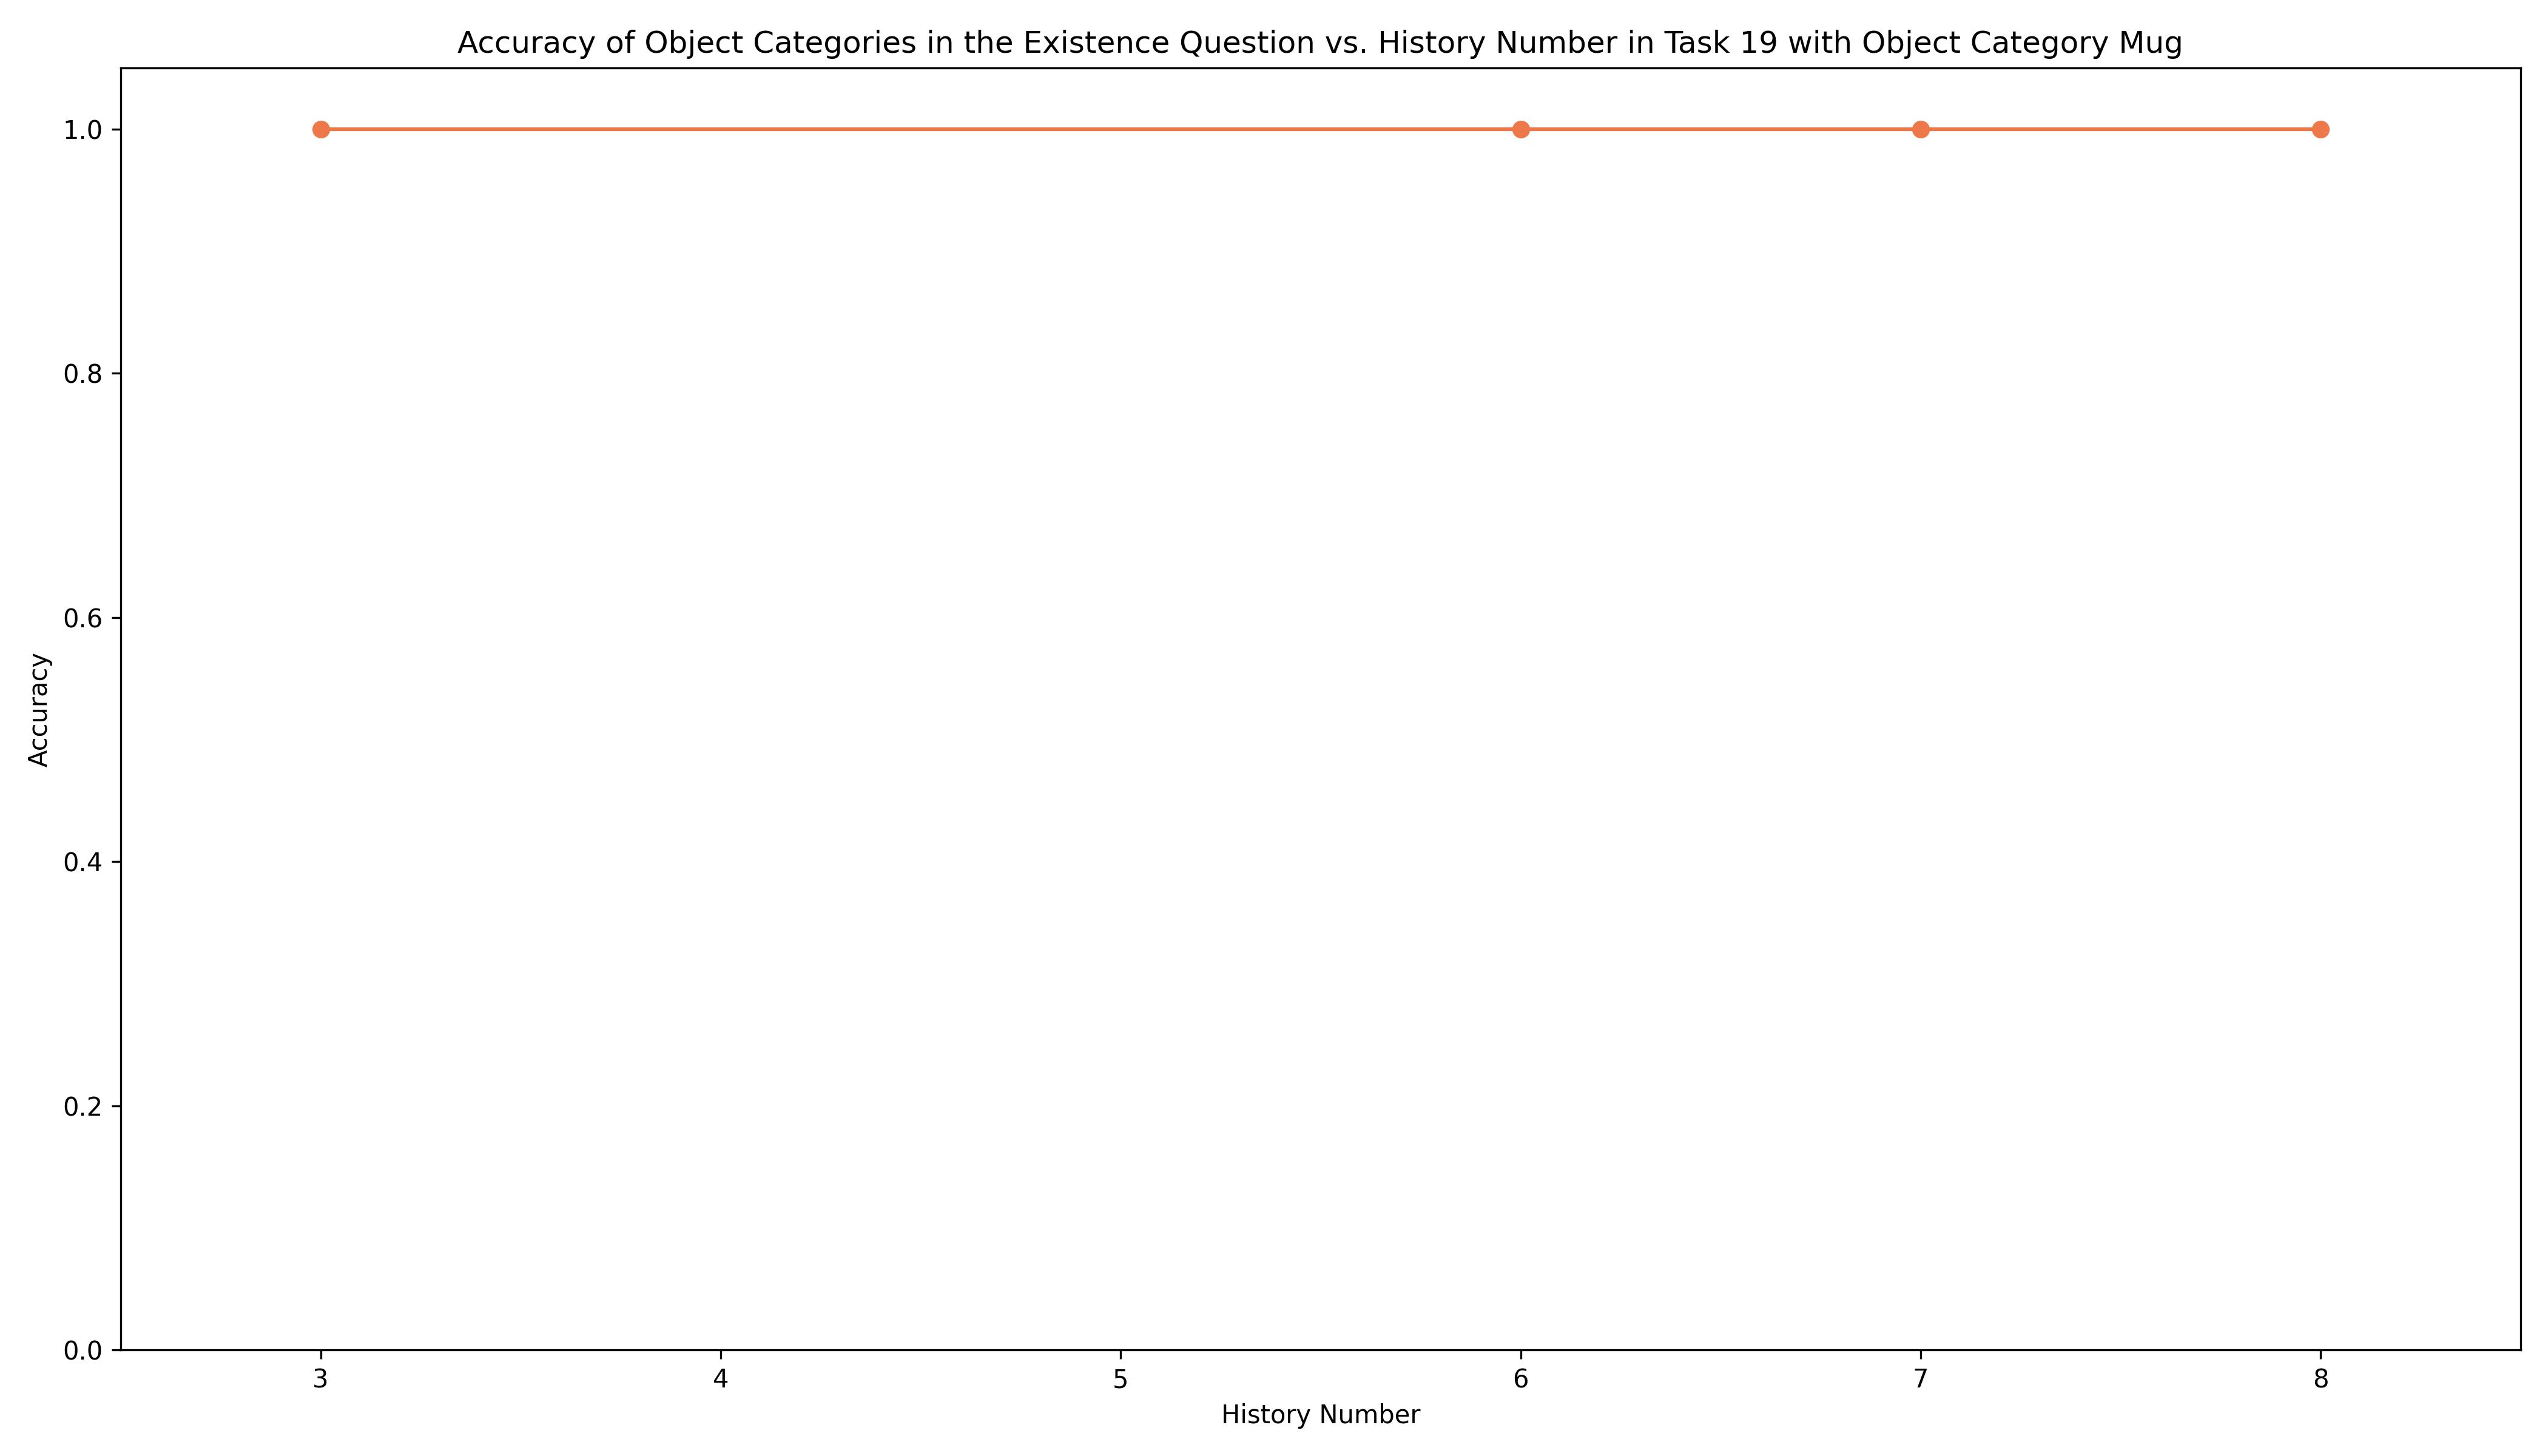 Accuracy of Object Categories in the Existence Question vs. History Number in Task 19 with Object Category Mug
1.0
0.8
0.6
0.4
0.2
0.0
Accuracy
3 4 5 6 7 8
History Number